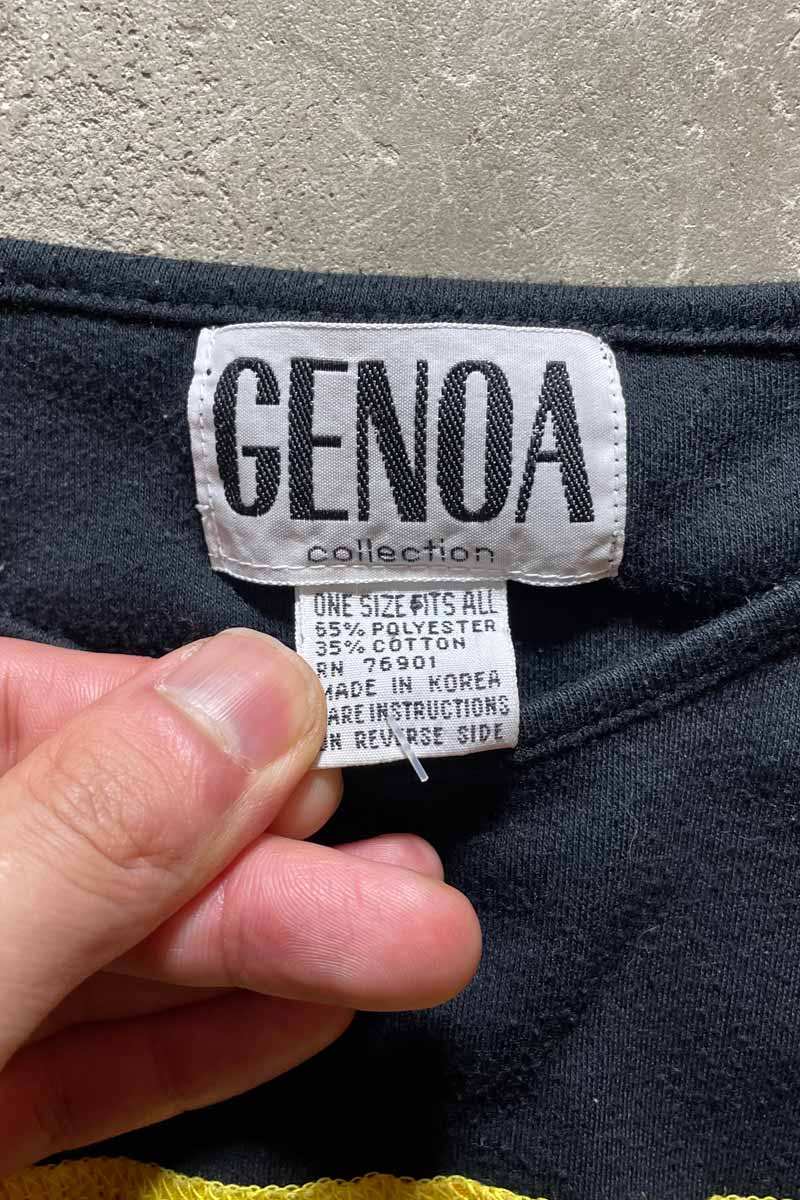 GENOA
collection
ONE SIZE FITS ALL
65% POLYESTER
35% COTTON
RN 76901
MADE IN KOREA
CARE INSTRUCTIONS
ON REVERSE SIDE